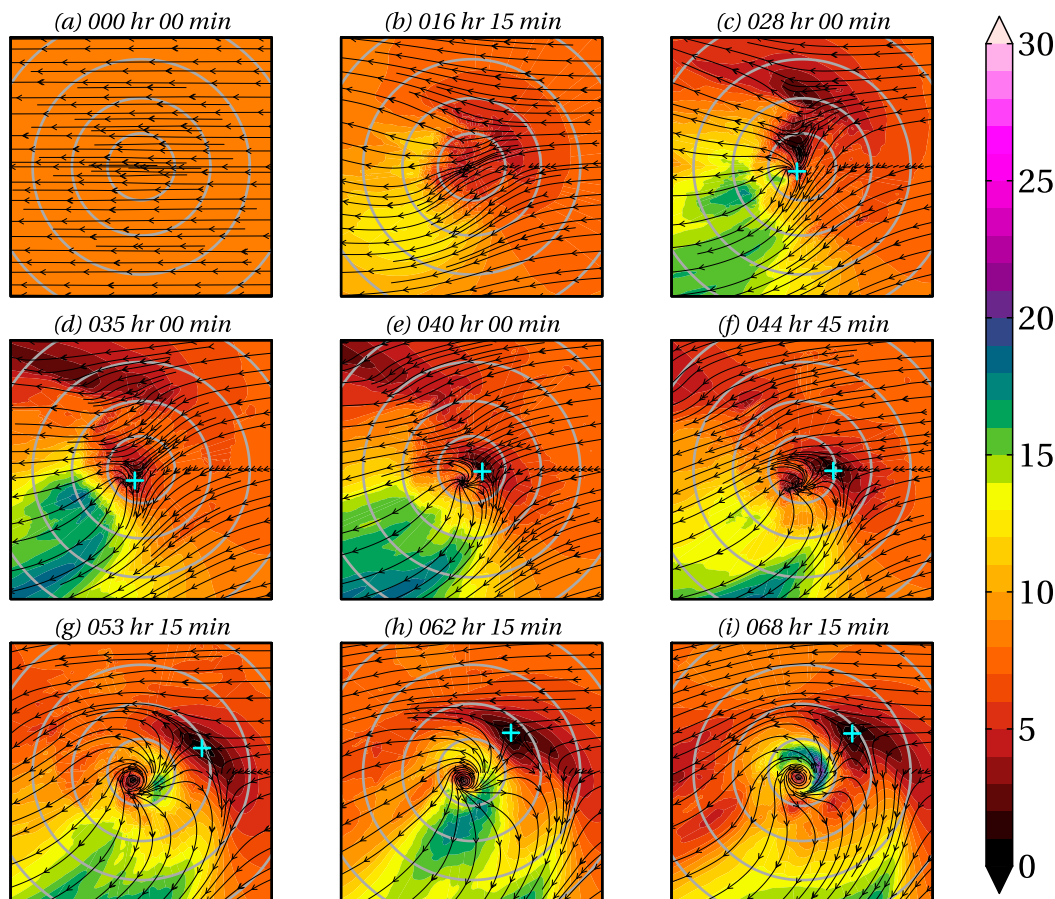 (a) 000 hr 00 min
(b) 016 hr 15 min
(c) 028 hr 00 min
(d) 035 hr 00 min
(e) 040 hr 00 min
(f) 044 hr 45 min
(g) 053 hr 15 min
(h) 062 hr 15 min
(i) 068 hr 15 min
30
25
20
15
10
5
0